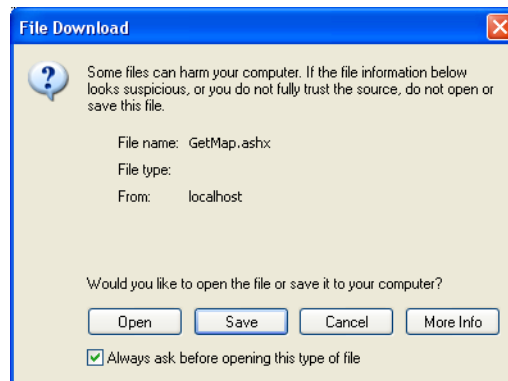 File Download
Some files can harm your computer. If the file information below
looks suspicious, or you do not fully trust the source, do not open or
save this file.
File name: GetMap.ashx
File type:
From: localhost
Would you like to open the file or save it to your computer?
Open Save Cancel More Info
Always ask before opening this type of file